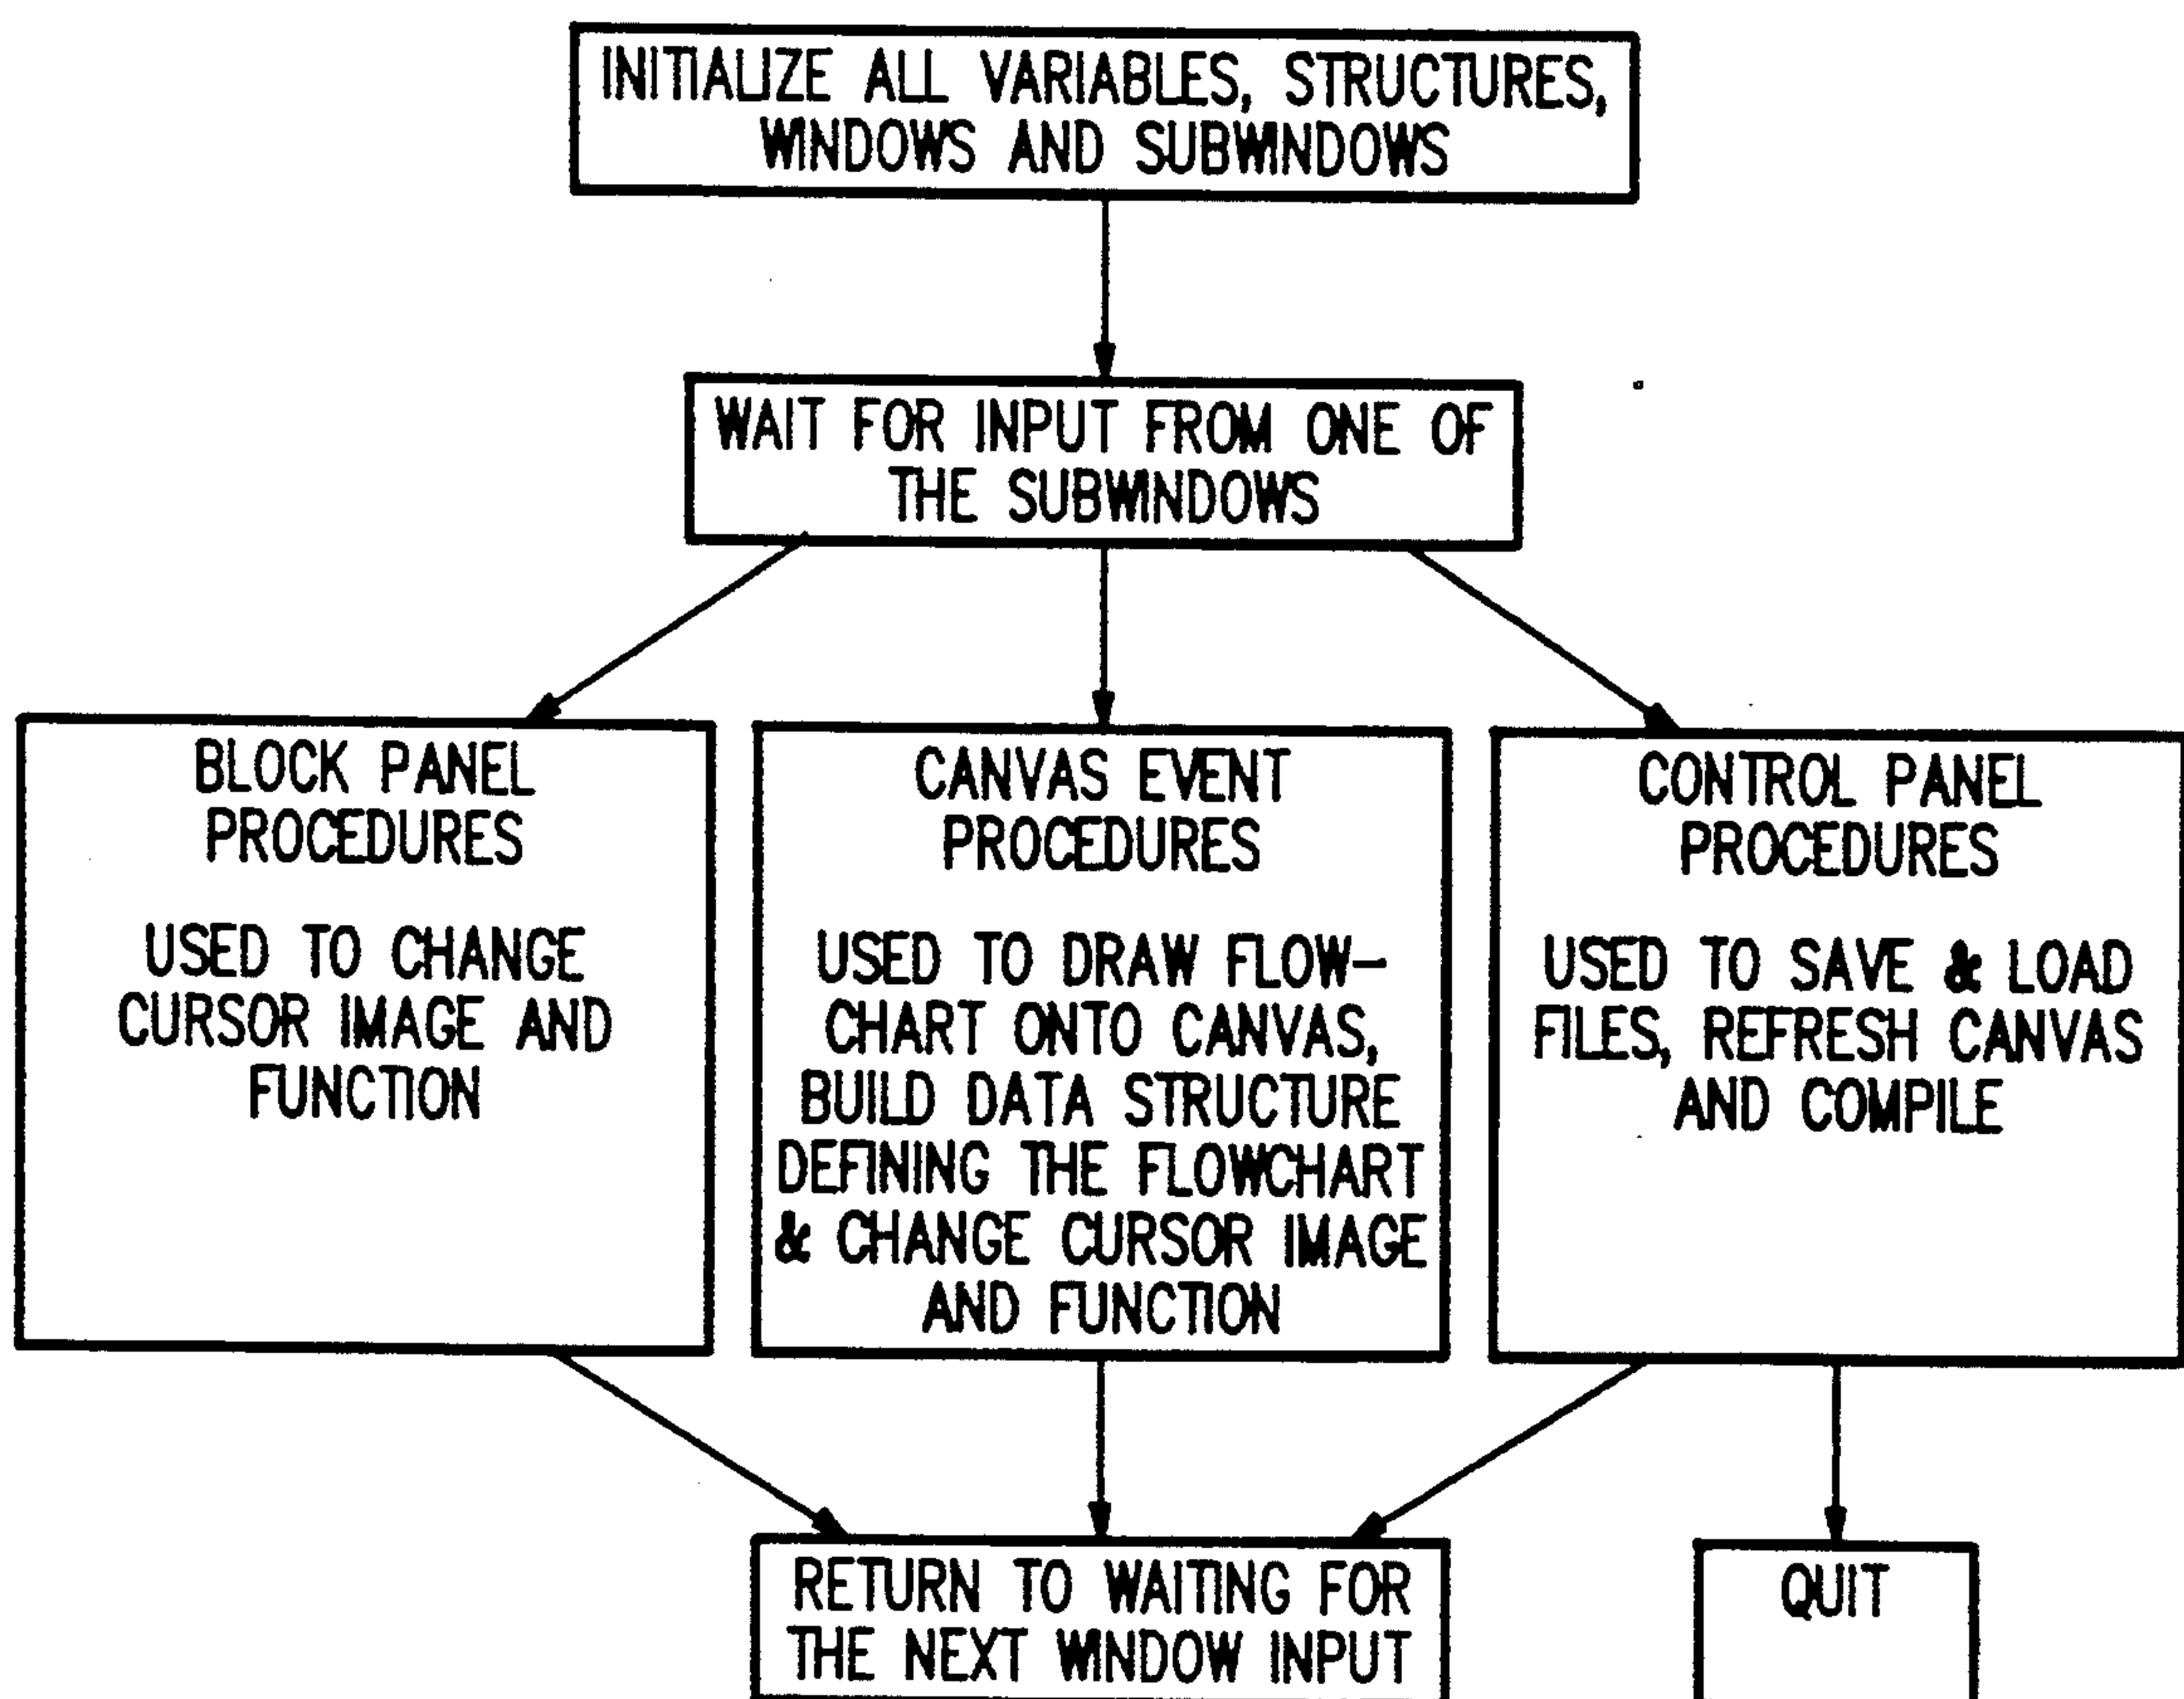 INITIALIZE ALL VARIABLES, STRUCTURES,
WINDOWS AND SUBWINDOWS
WAIT FOR INPUT FROM ONE OF
THE SUBWINDOWS
BLOCK PANEL
PROCEDURES
USED TO CHANGE
CURSOR IMAGE AND
FUNCTION
CANVAS EVENT
PROCEDURES
USED TO DRAW FLOW-
CHART ONTO CANVAS,
BUILD DATA STRUCTURE
DEFINING THE FLOWCHART
& CHANGE CURSOR IMAGE
AND FUNCTION
CONTROL PANEL
PROCEDURES
USED TO SAVE & LOAD
FILES, REFRESH CANVAS
AND COMPILE
RETURN TO WAITING FOR
THE NEXT WINDOW INPUT
QUIT